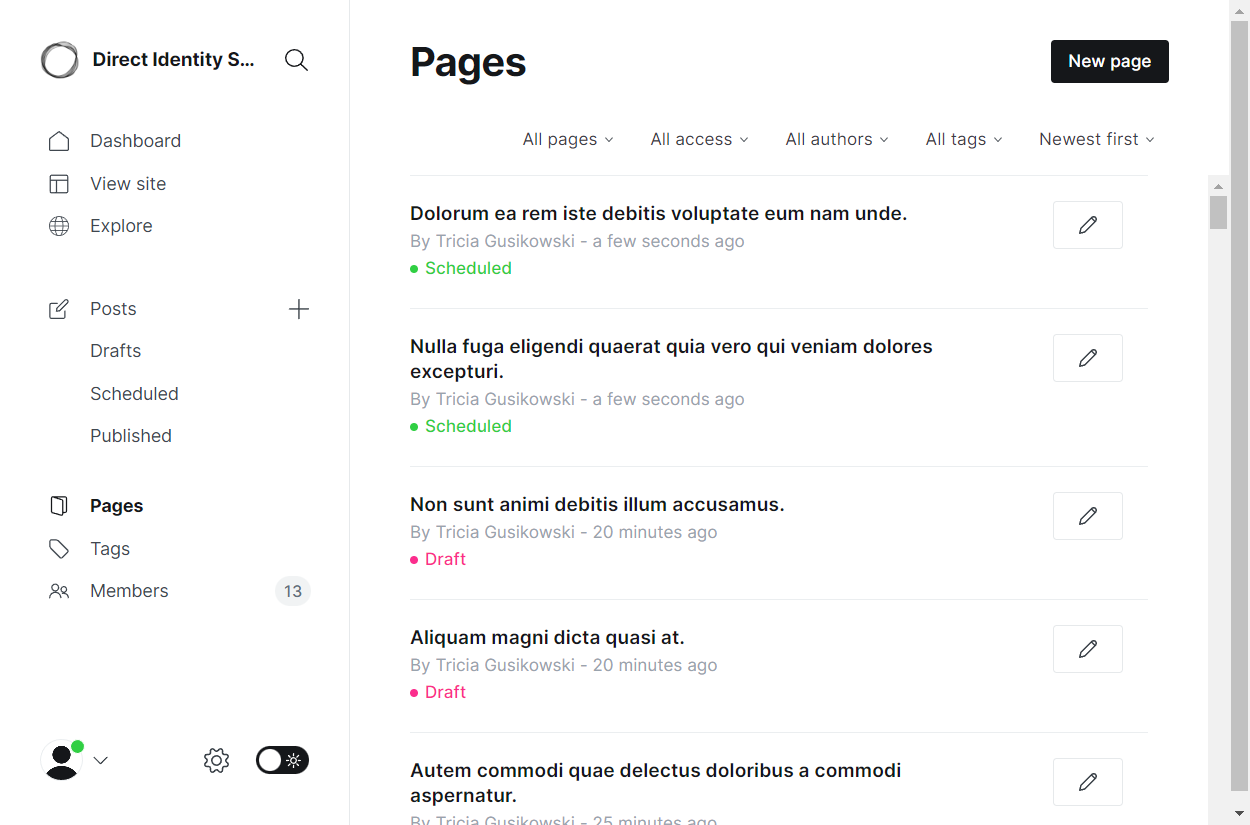 Direct Identity S...
Dashboard
View site
Explore
Posts
Drafts
Scheduled
Published
Pages
Tags
Members
13
Pages
New page
All pages
All access
All authors
All tags
Newest first
Dolorum ea rem iste debitis voluptate eum nam unde.
By Tricia Gusikowski - a few seconds ago
Scheduled
Nulla fuga eligendi quaerat quia vero qui veniam dolores
excepturi.
By Tricia Gusikowski - a few seconds ago
Scheduled
Non sunt animi debitis illum accusamus.
By Tricia Gusikowski - 20 minutes ago
Draft
Aliquam magni dicta quasi at.
By Tricia Gusikowski - 20 minutes ago
Draft
Autem commodi quae delectus doloribus a commodi
aspernatur.
By Tricia Gusikowski - 25 minutes ago